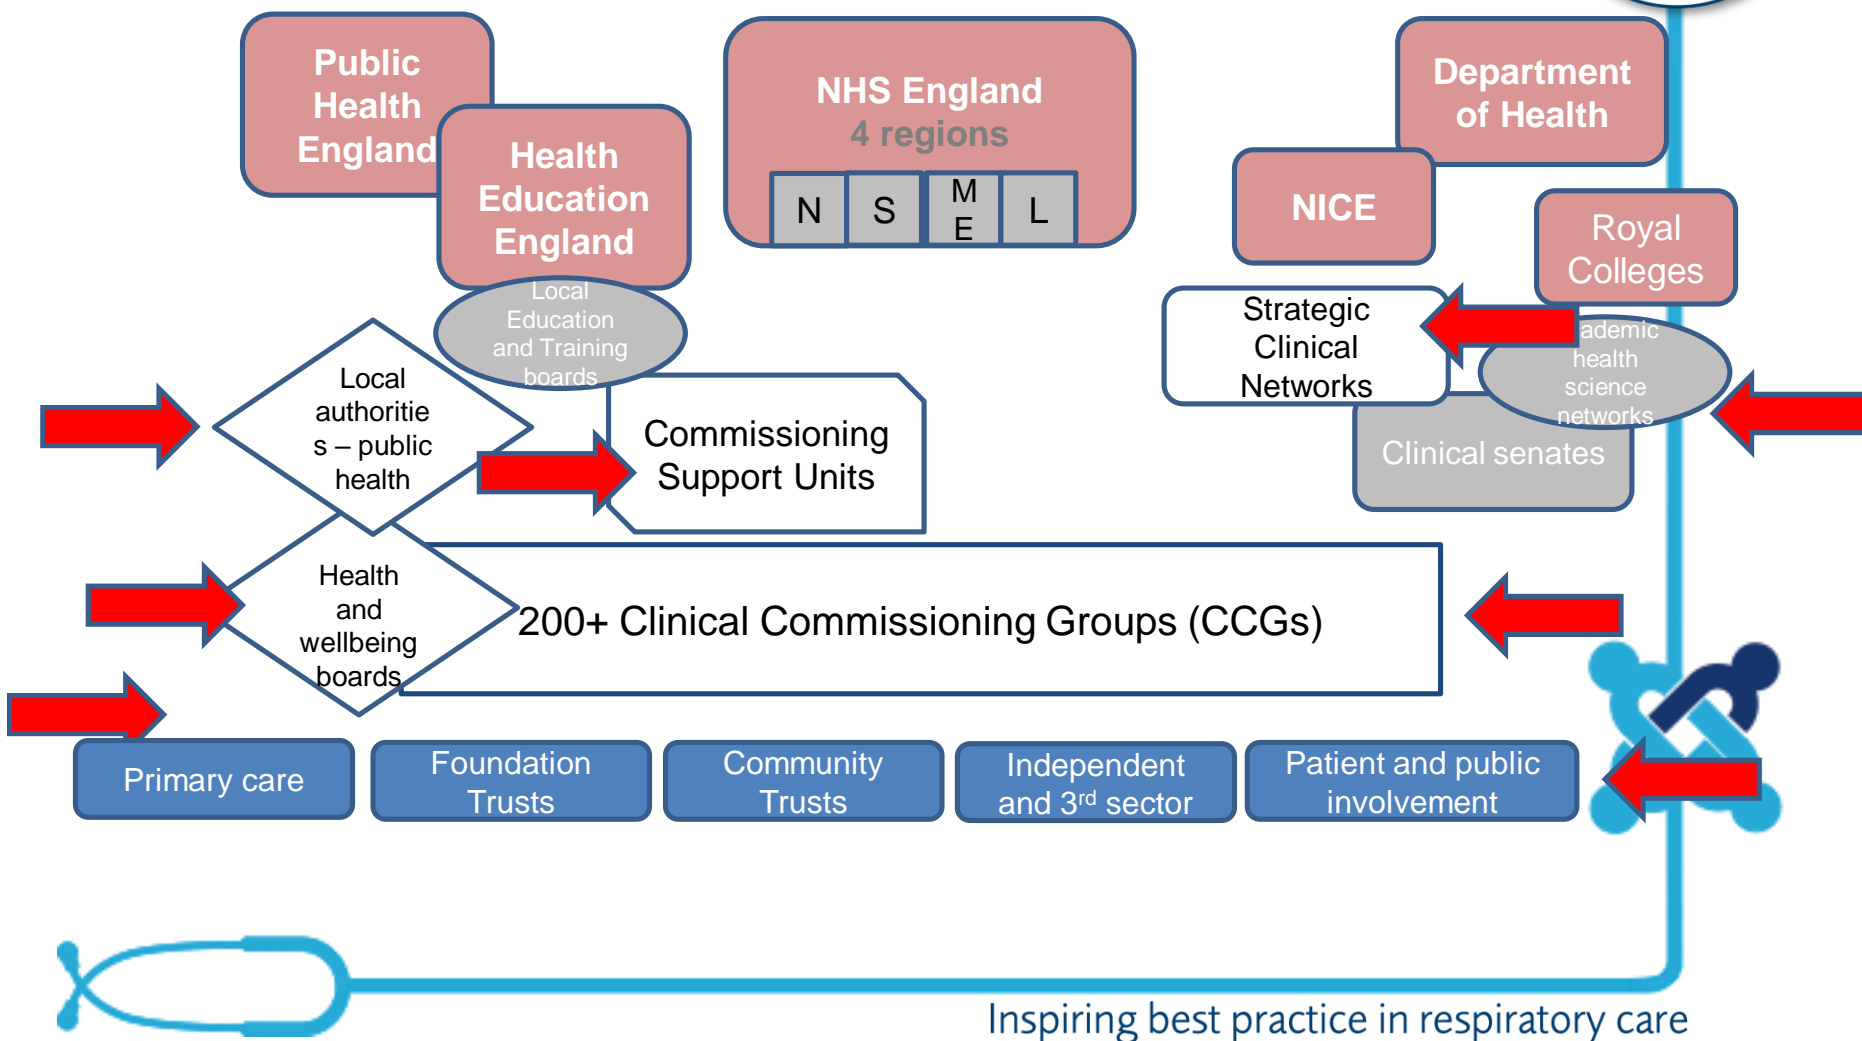 Public
Health
England
Health
Education
England
NHS England
4 regions
N
S
M
E
L
Department
of Health
NICE
Royal
Colleges
Local
Education
and Training
boards
Strategic
Clinical
Networks
ademic
health
science
networks
Clinical senates
Local
authoritie
s – public
health
Commissioning
Support Units
Health
and
wellbeing
boards
200+ Clinical Commissioning Groups (CCGs)
Primary care
Foundation
Trusts
Community
Trusts
Independent
and 3rd sector
Patient and public
involvement
Inspiring best practice in respiratory care